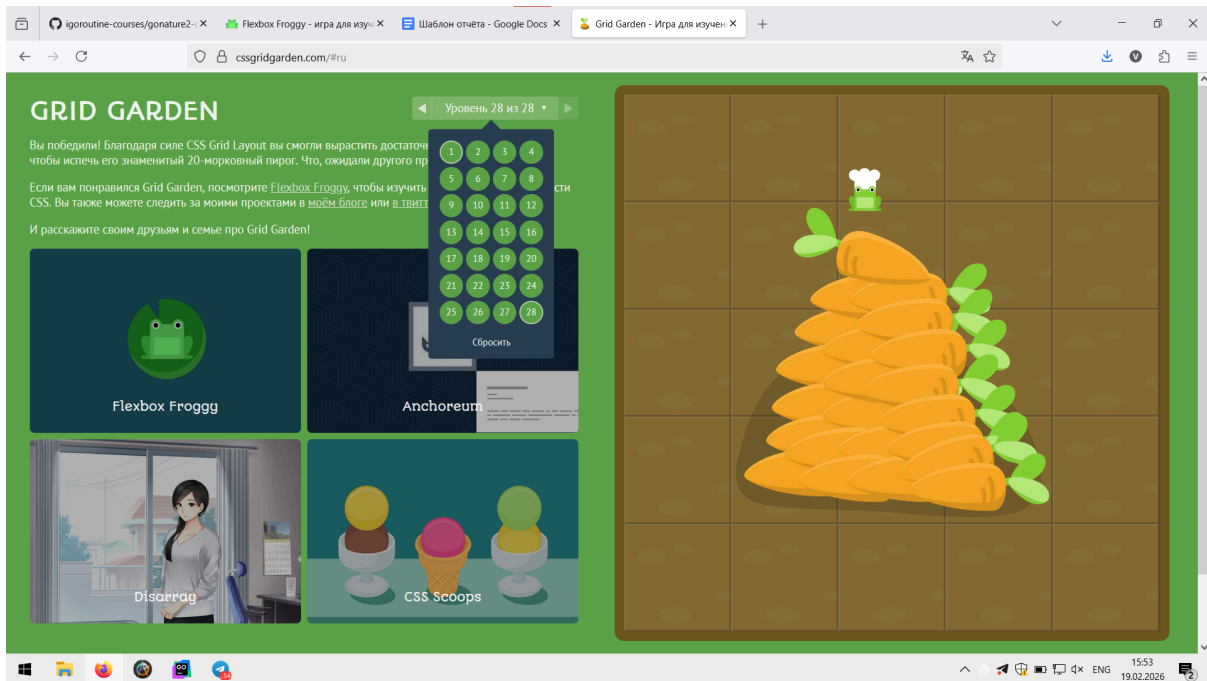 igoroutine-courses/gonature2-
Flexbox Froggy - игра для изуч
Шаблон отчёта - Google Docs
Grid Garden - Игра для изучен
cssgridgarden.com/#ru
V
GRID GARDEN
Уровень 28 из 28
Вы победили! Благодаря силе CSS Grid Layout вы смогли вырастить достаточн
чтобы испечь его знаменитый 20-морковный пирог. Что, ожидали другого пр
Если вам понравился Grid Garden, посмотрите Flexbox Froggy, чтобы изучить сти
CSS. Вы также можете следить за моими проектами в моём блоге или в твитт
И расскажите своим друзьям и семье про Grid Garden!
1 2 3 4
5 6 7 8
9 10 11 12
13 14 15 16
17 18 19 20
21 22 23 24
25 26 27 28
Сбросить
Flexbox Froggy
Anchoreum
Disarray
CSS Scoops
GO
54
ENG
15:53
19.02.2026
2